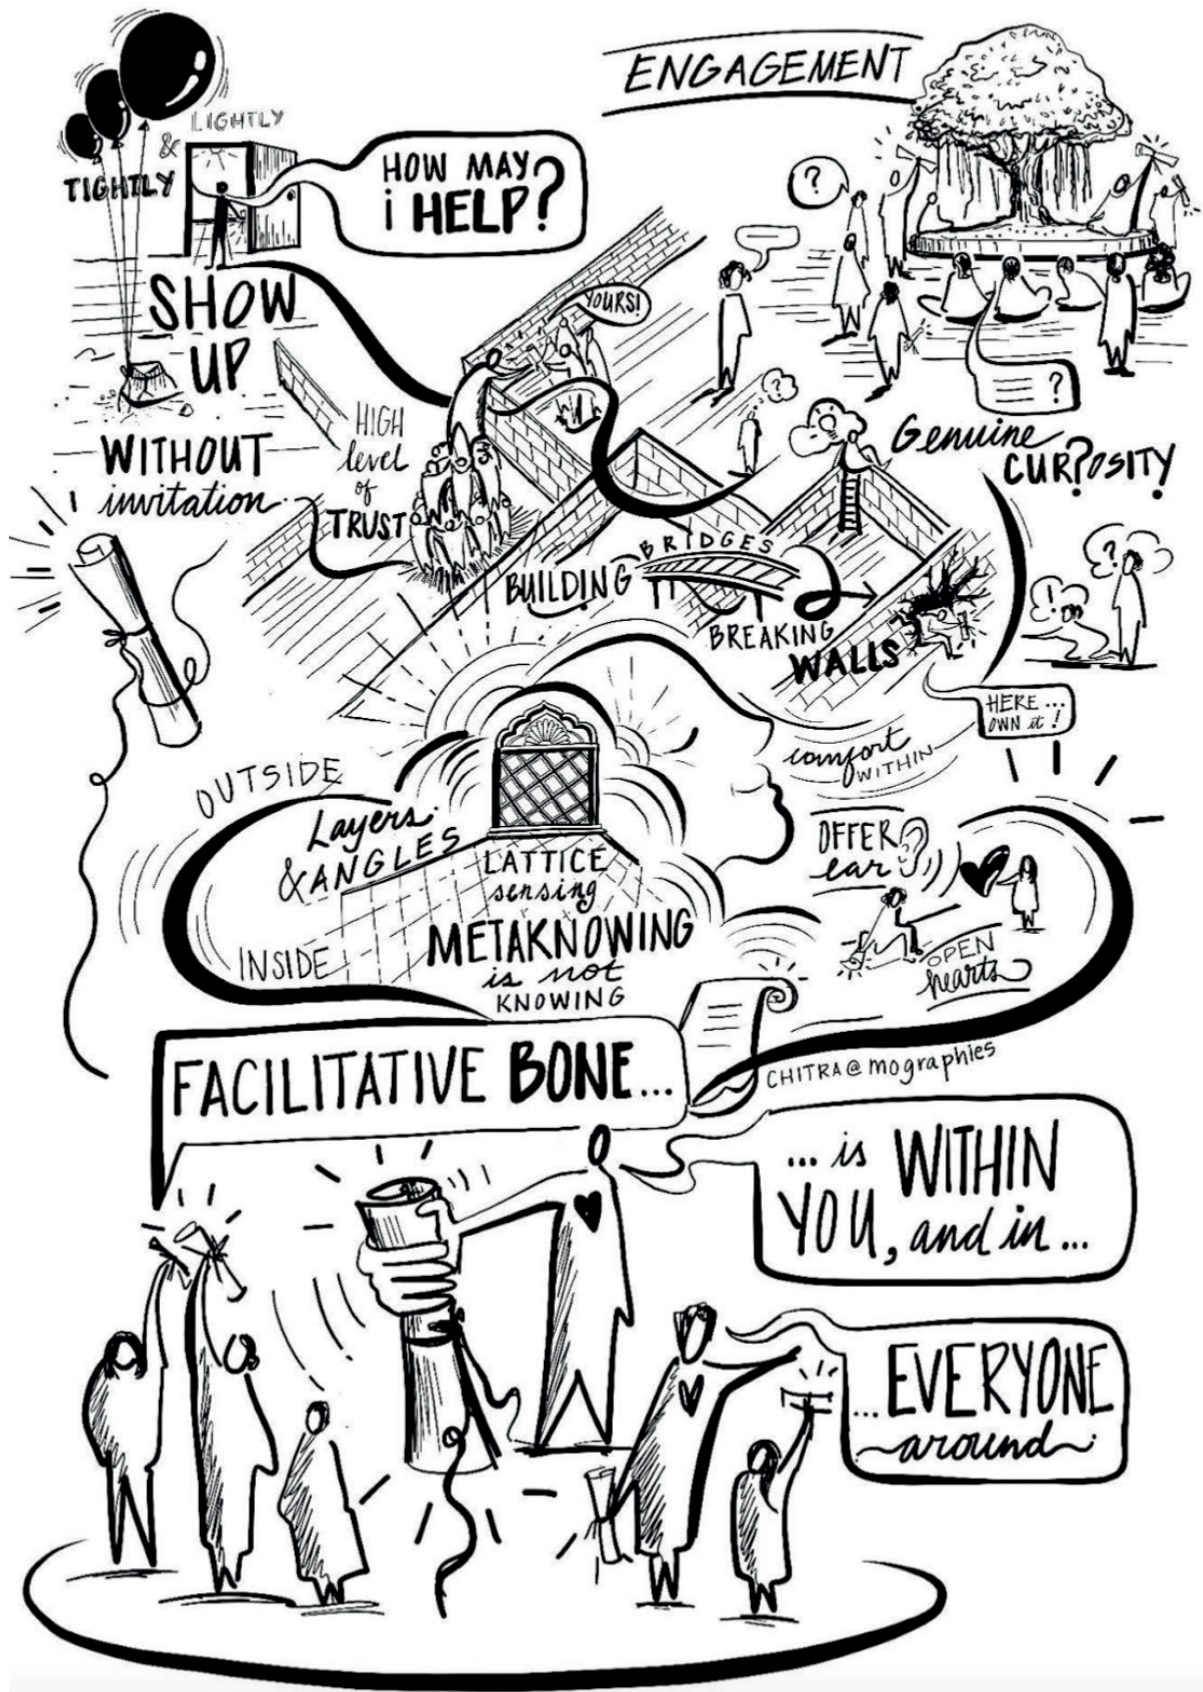 ENGAGEMENT
LIGHTLY
&
TIGHTLY
HOW MAY
i HELP?
?
SHOW
UP
YOURS!
WITHOUT
invitation
HIGH
level
of
TRUST
?
?
Genuine
CUR?OSITY
BUILDING
BRIDGES
BREAKING
WALLS
?
!
HERE...
OWN it!
comfort
WITHIN
OUTSIDE
Layers
& ANGLES
LATTICE
sensing
INSIDE
METAKNOWING
is not
KNOWING
OFFER
ear
OPEN
hearts
FACILITATIVE BONE...
CHITRA@mographies
... is WITHIN
YOU, and in ...
...EVERYONE
around